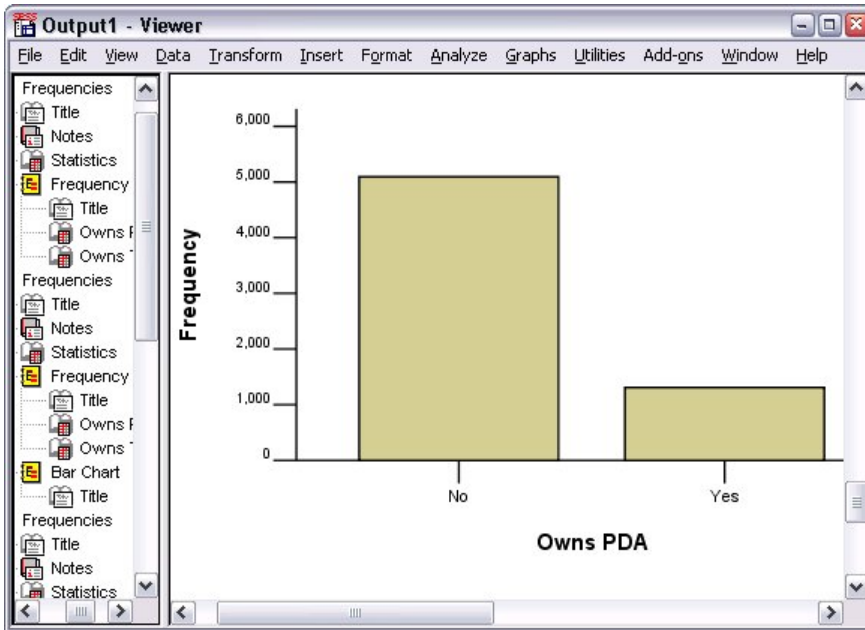 Output1 - Viewer
File Edit View Data Transform Insert Format Analyze Graphs Utilities Add-ons Window Help
Frequencies
Title
Notes
Statistics
Frequency
Title
Owns
Owns
Frequencies
Title
Notes
Statistics
Frequency
Title
Owns
Owns
Bar Chart
Title
Frequencies
Title
Notes
Statistics
6,000
5,000
4,000
3,000
2,000
1,000
0
Frequency
No Yes
Owns PDA